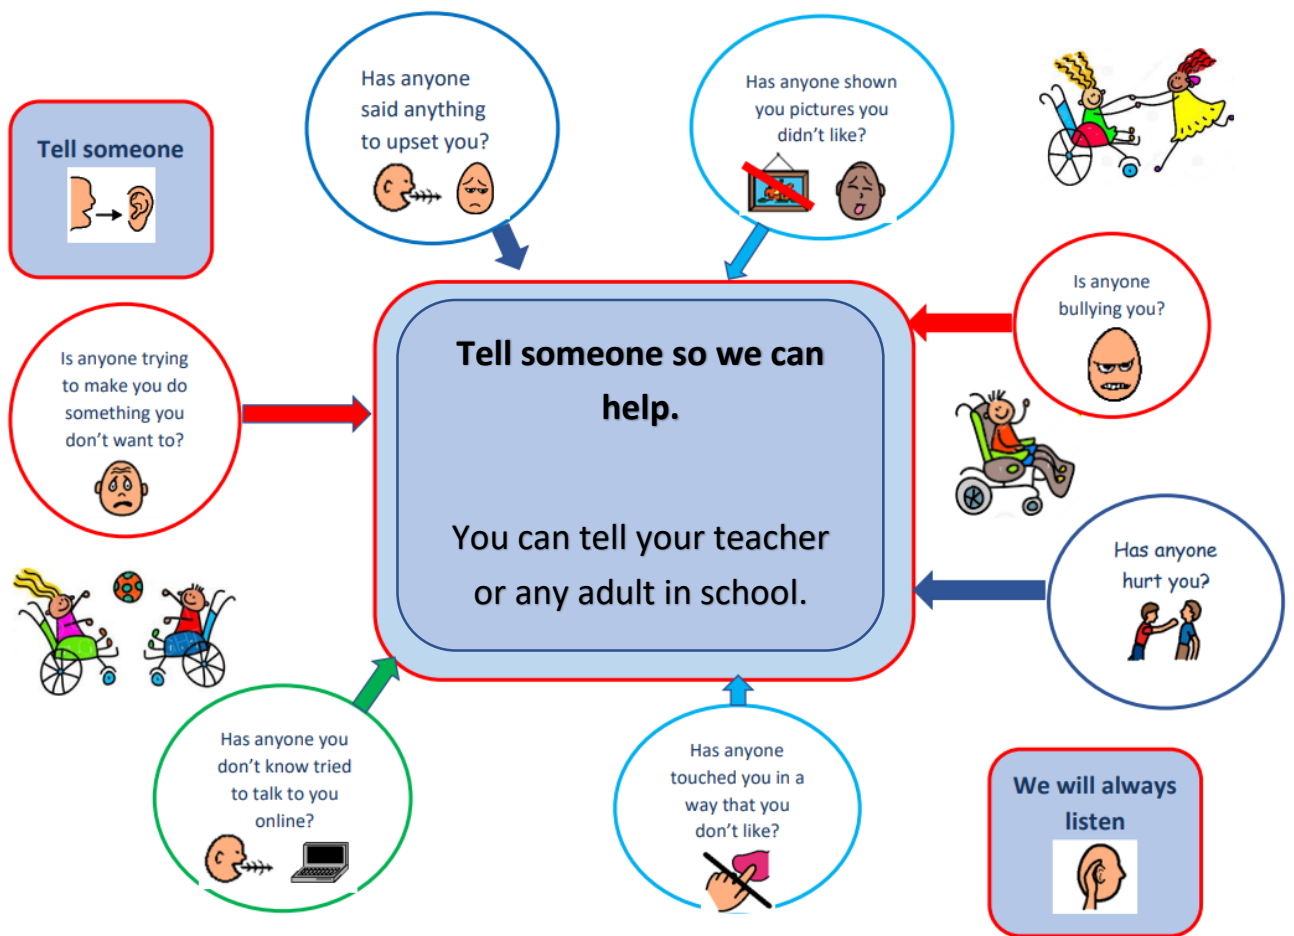 Has anyone
said anything
to upset you?
Has anyone shown
you pictures you
didn't like?
Tell someone
Is anyone
bullying you?
Is anyone trying
to make you do
something you
don't want to?
Tell someone so we can
help.
You can tell your teacher
or any adult in school.
Has anyone
hurt you?
Has anyone you
don't know tried
to talk to you
online?
Has anyone
touched you in a
way that you
don't like?
We will always
listen